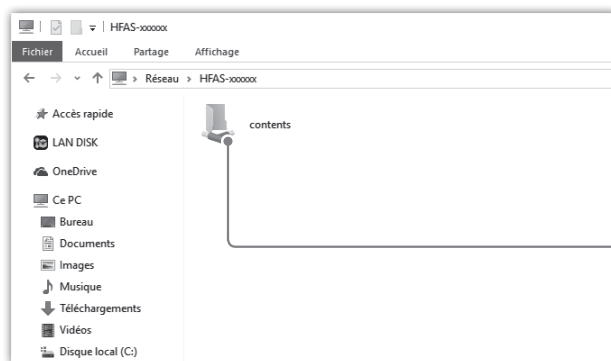 HFAS-xxxxxx
Fichier Accueil Partage Affichage
Réseau > HFAS-xxxxxx
Accès rapide
contents
LAN DISK
OneDrive
Ce PC
Bureau
Documents
Images
Musique
Téléchargements
Vidéos
Disque local (C:)